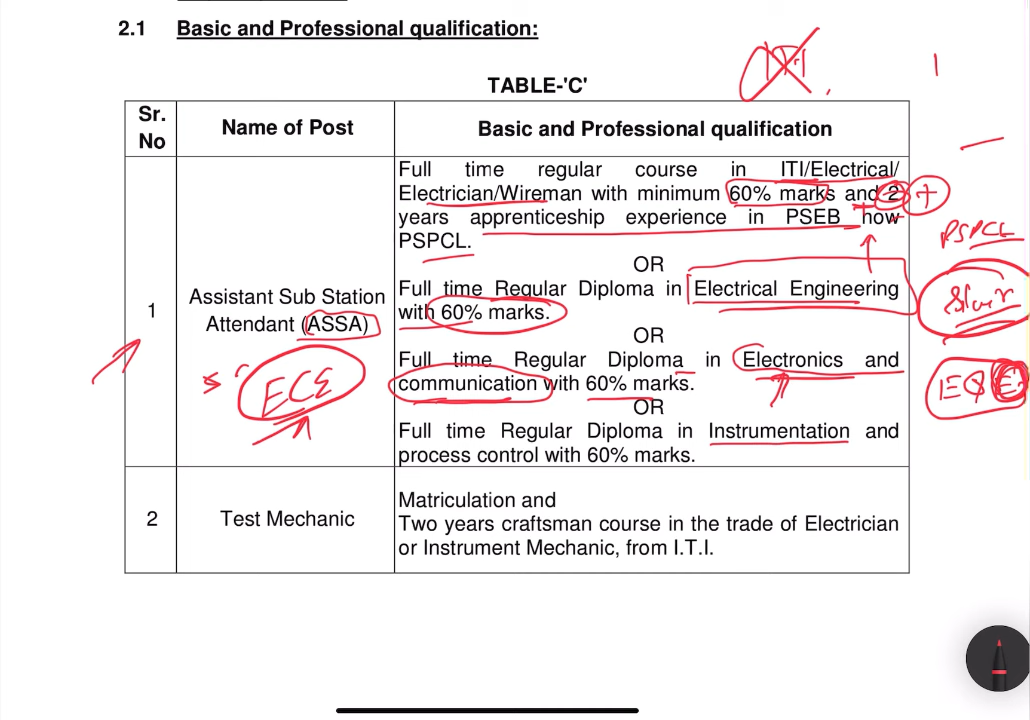 2.1 Basic and Professional qualification:
TABLE-'C'
Sr. No Name of Post Basic and Professional qualification
1
Assistant Sub Station
Attendant (ASSA)
Full time regular course in ITI/Electrical/
Electrician/Wireman with minimum 60% marks and 2
years apprenticeship experience in PSEB now
PSPCL.
OR
Full time Regular Diploma in Electrical Engineering
with 60% marks.
OR
Full time Regular Diploma in Electronics and
communication with 60% marks.
OR
Full time Regular Diploma in Instrumentation and
process control with 60% marks.
ECE
PSPCL
2
Test Mechanic
Matriculation and
Two years craftsman course in the trade of Electrician
or Instrument Mechanic, from I.T.I.